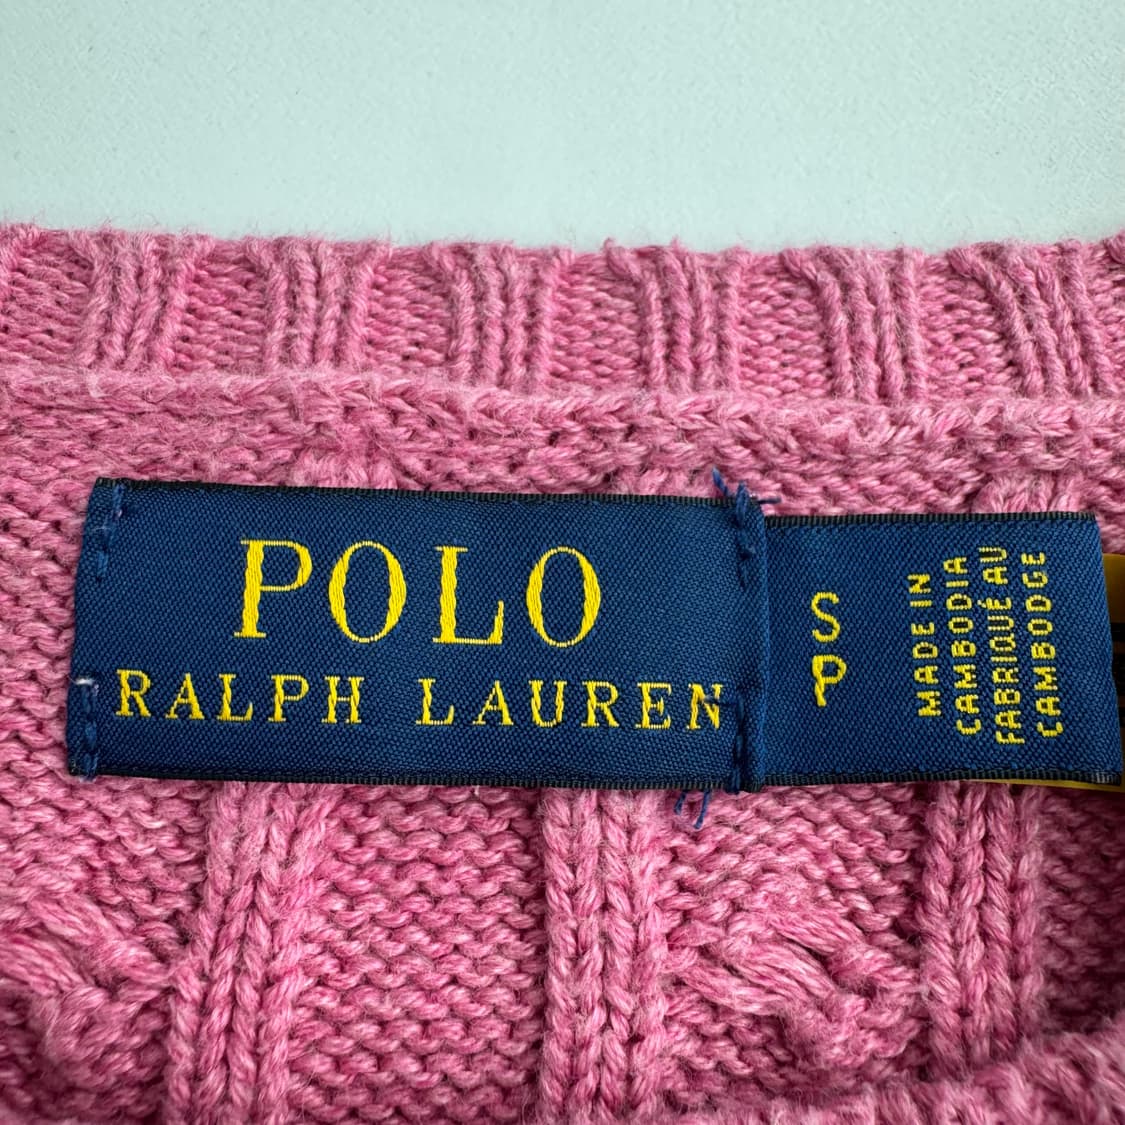 POLO
RALPH LAUREN
S
P
MADE IN
CAMBODIA
FABRIQUÉ AU
CAMBODGE